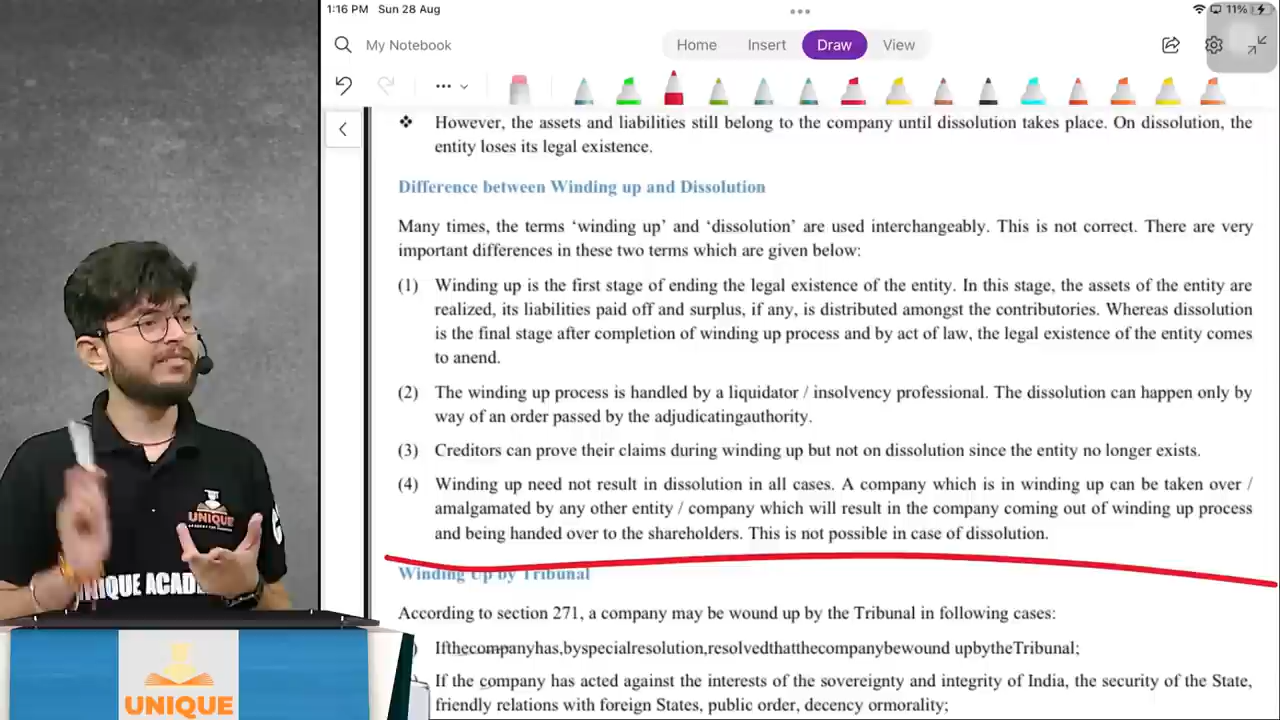 1:16 PM Sun 28 Aug
11%
My Notebook
Home Insert Draw View
❖ However, the assets and liabilities still belong to the company until dissolution takes place. On dissolution, the
entity loses its legal existence.
Difference between Winding up and Dissolution
Many times, the terms ‘winding up’ and ‘dissolution’ are used interchangeably. This is not correct. There are very
important differences in these two terms which are given below:
(1) Winding up is the first stage of ending the legal existence of the entity. In this stage, the assets of the entity are
realized, its liabilities paid off and surplus, if any, is distributed amongst the contributories. Whereas dissolution
is the final stage after completion of winding up process and by act of law, the legal existence of the entity comes
to anend.
(2) The winding up process is handled by a liquidator / insolvency professional. The dissolution can happen only by
way of an order passed by the adjudicatingauthority.
(3) Creditors can prove their claims during winding up but not on dissolution since the entity no longer exists.
(4) Winding up need not result in dissolution in all cases. A company which is in winding up can be taken over /
amalgamated by any other entity / company which will result in the company coming out of winding up process
and being handed over to the shareholders. This is not possible in case of dissolution.
Winding Up by Tribunal
According to section 271, a company may be wound up by the Tribunal in following cases:
Ifthecompanyhas,byspecialresolution,resolvedthatthecompanybewound upbytheTribunal;
If the company has acted against the interests of the sovereignty and integrity of India, the security of the State,
friendly relations with foreign States, public order, decency ormorality;
UNIQUE
UNIQUE